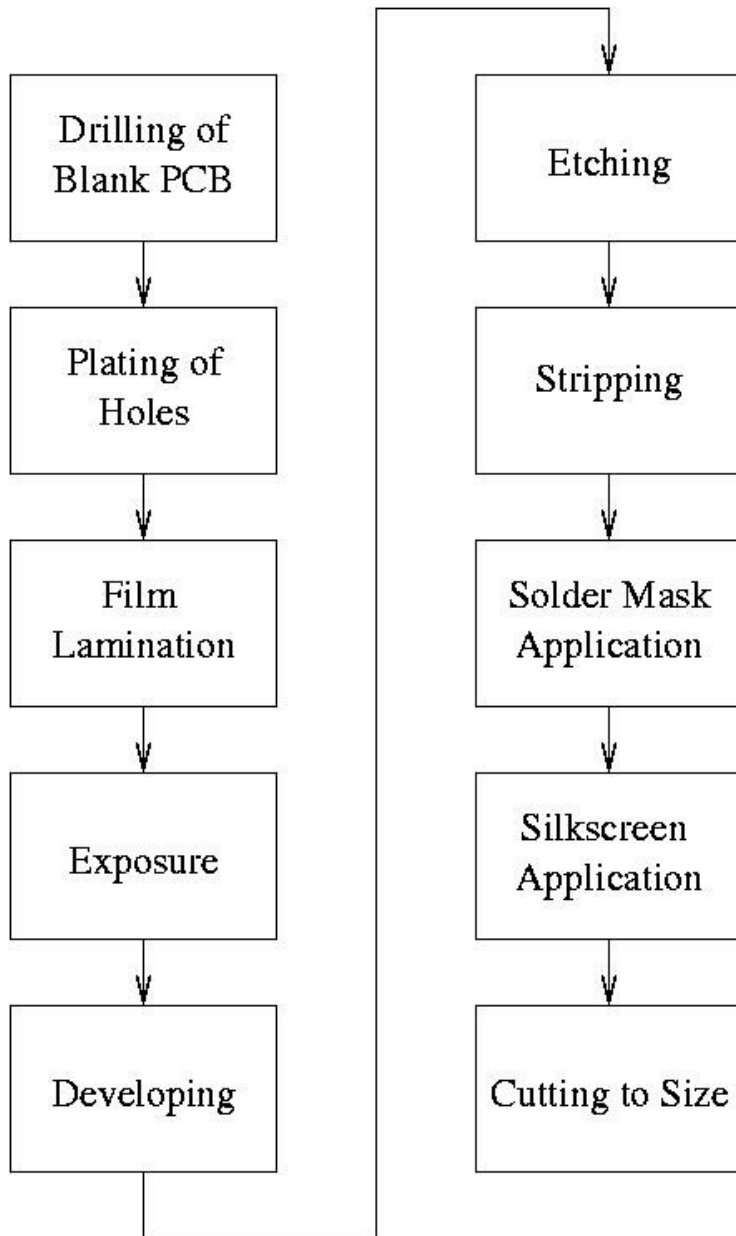 Drilling of
Blank PCB
Plating of
Holes
Film
Lamination
Exposure
Developing
Etching
Stripping
Solder Mask
Application
Silkscreen
Application
Cutting to Size